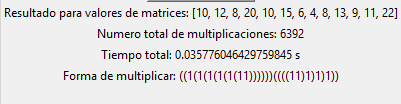 Resultado para valores de matrices: [10, 12, 8, 20, 10, 15, 6, 4, 8, 13, 9, 11, 22]
Numero total de multiplicaciones: 6392
Tiempo total: 0.035776046429759845 s
Forma de multiplicar: ((1(1(1(1(1(11))))))((((11)1)1)1))